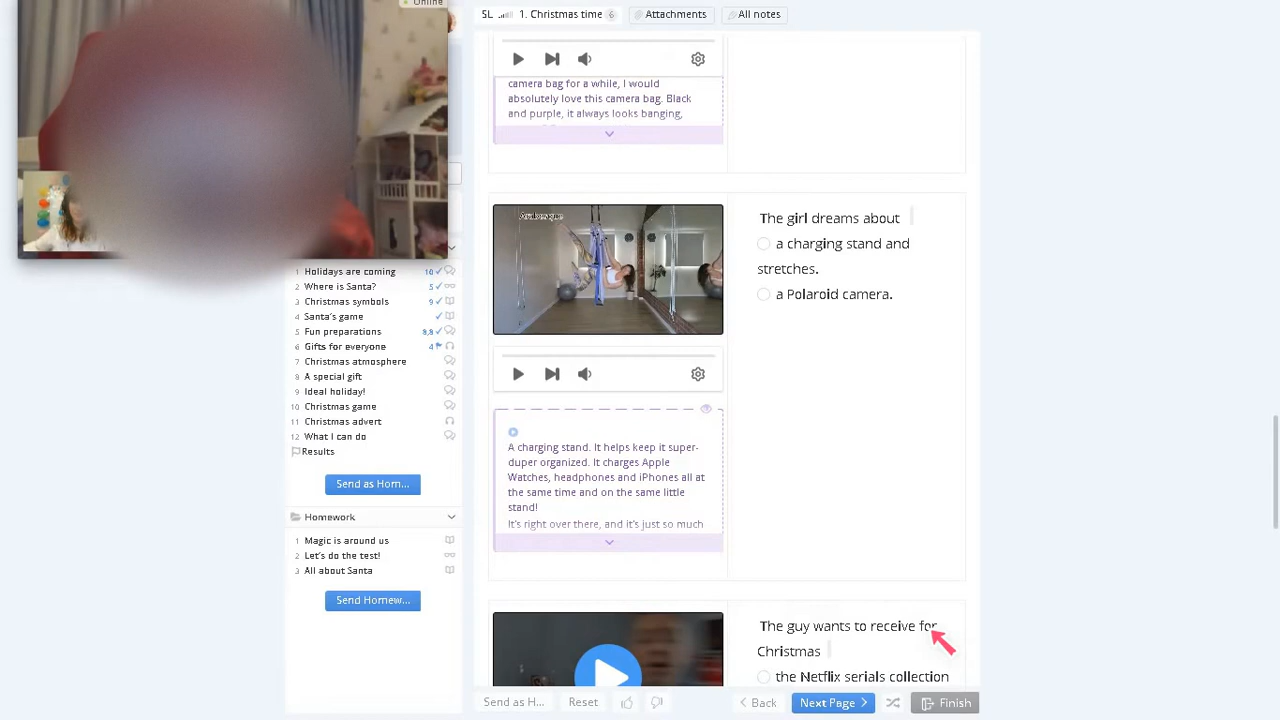 Online
SL
1. Christmas time 6
Attachments
All notes
camera bag for a while, I would
absolutely love this camera bag. Black
and purple, it always looks banging,
Arabesque
The girl dreams about
a charging stand and
stretches.
a Polaroid camera.
A charging stand. It helps keep it super-
duper organized. It charges Apple
Watches, headphones and iPhones all at
the same time and on the same little
stand!
It's right over there, and it's just so much
The guy wants to receive for
Christmas
the Netflix serials collection
1 Holidays are coming 10
2 Where is Santa? 5
3 Christmas symbols 9
4 Santa's game
5 Fun preparations 8,8
6 Gifts for everyone 4
7 Christmas atmosphere
8 A special gift
9 Ideal holiday!
10 Christmas game
11 Christmas advert
12 What I can do
Results
Send as Hom...
Homework
1 Magic is around us
2 Let's do the test!
3 All about Santa
Send Homew...
Send as H...
Reset
Back
Next Page
Finish